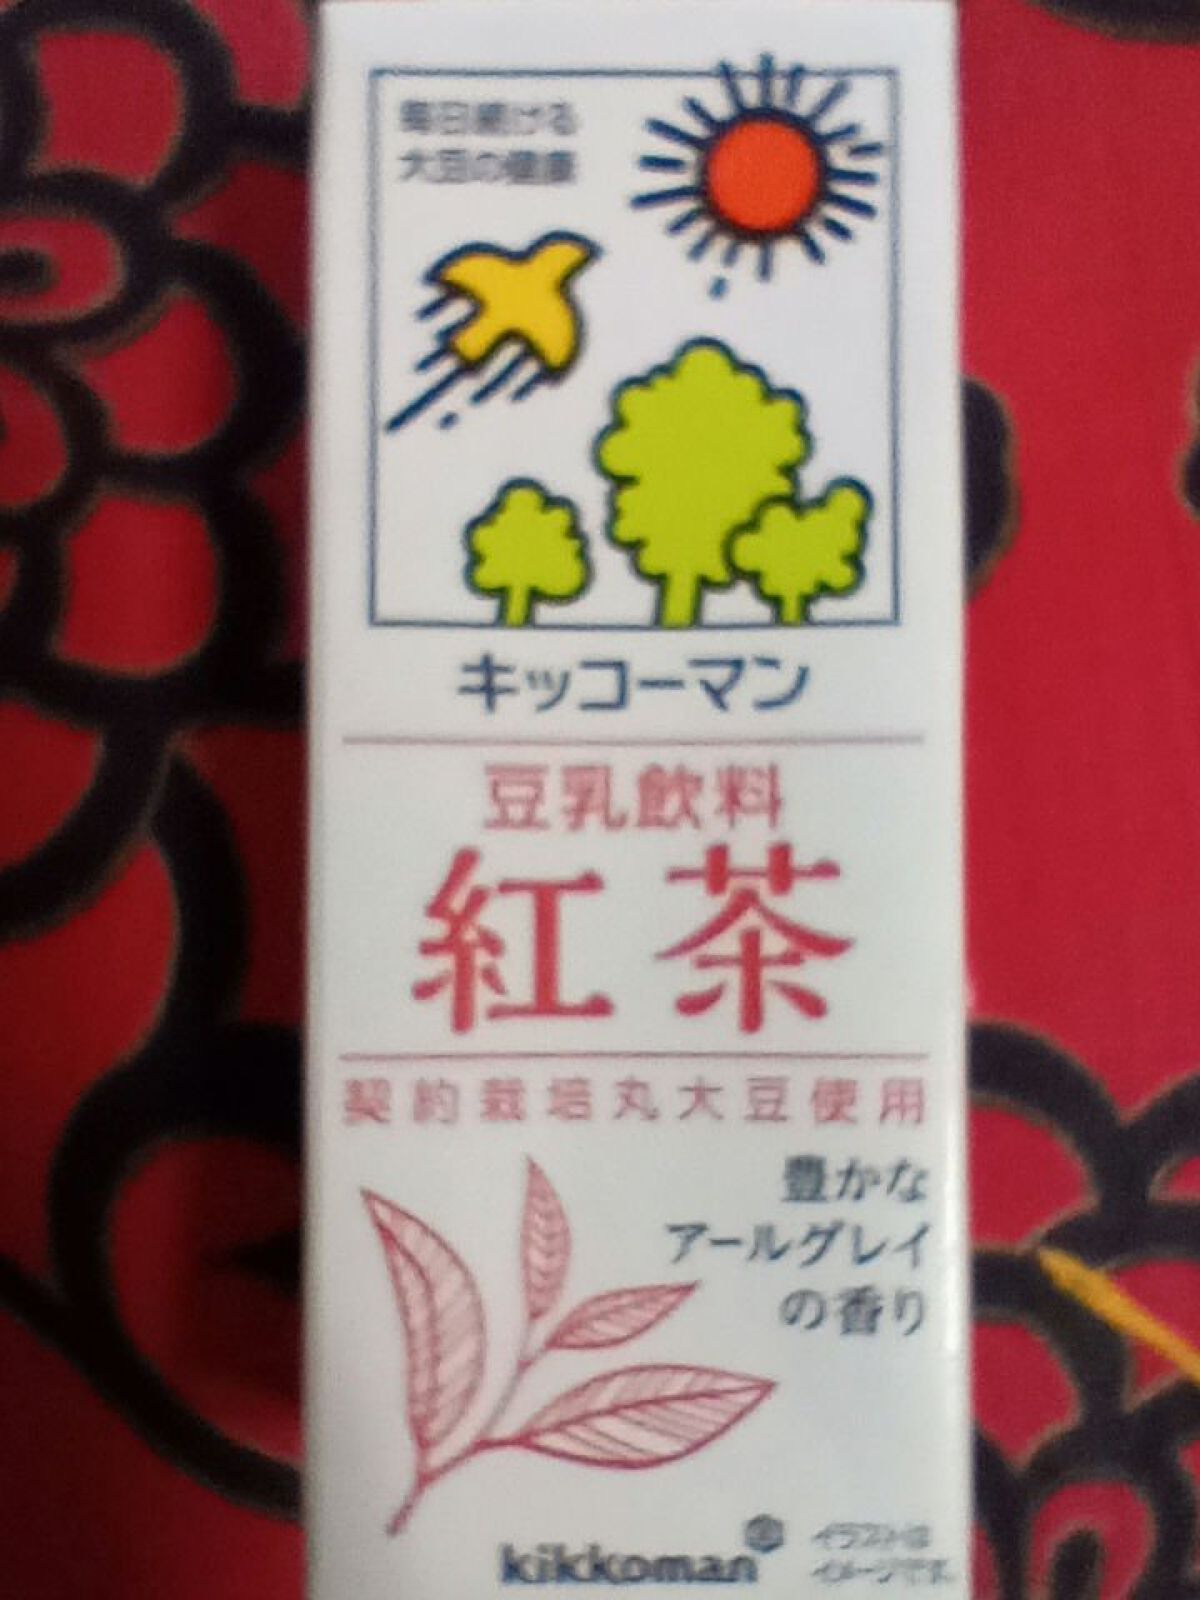 毎日続ける
大豆の健康
キッコーマン
豆乳飲料
紅茶
契約栽培丸大豆使用
豊かな
アールグレイ
の香り
kikkoman
イラストは
イメージです。